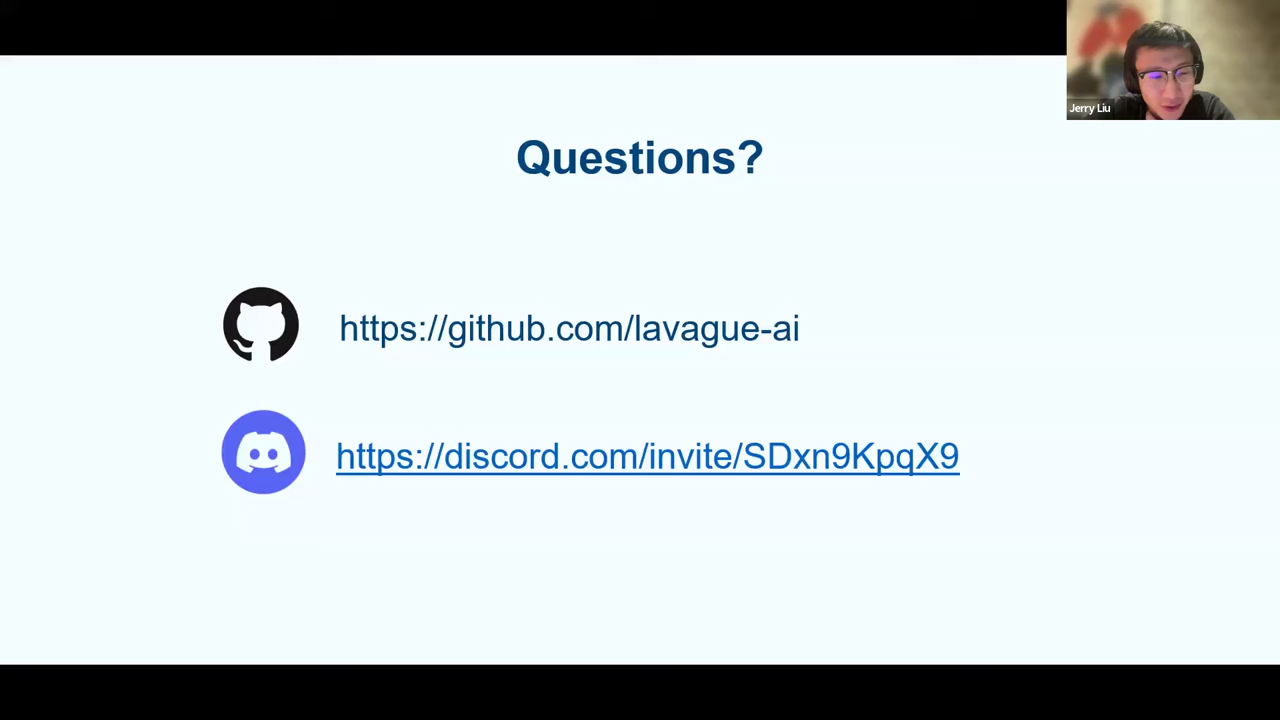 Jerry Liu
Questions?
https://github.com/lavague-ai
https://discord.com/invite/SDxn9KpqX9